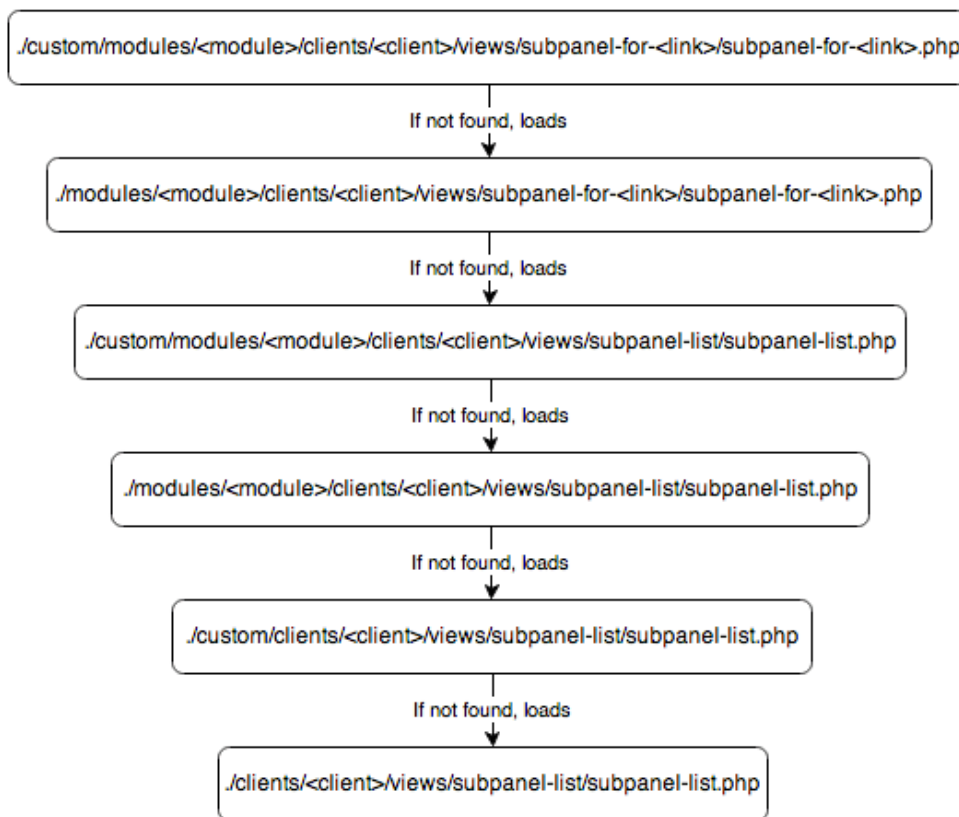 ./custom/modules/<module>/clients/<client>/views/subpanel-for-<link>/subpanel-for-<link>.php
If not found, loads
./modules/<module>/clients/<client>/views/subpanel-for-<link>/subpanel-for-<link>.php
If not found, loads
./custom/modules/<module>/clients/<client>/views/subpanel-list/subpanel-list.php
If not found, loads
./modules/<module>/clients/<client>/views/subpanel-list/subpanel-list.php
If not found, loads
./custom/clients/<client>/views/subpanel-list/subpanel-list.php
If not found, loads
./clients/<client>/views/subpanel-list/subpanel-list.php